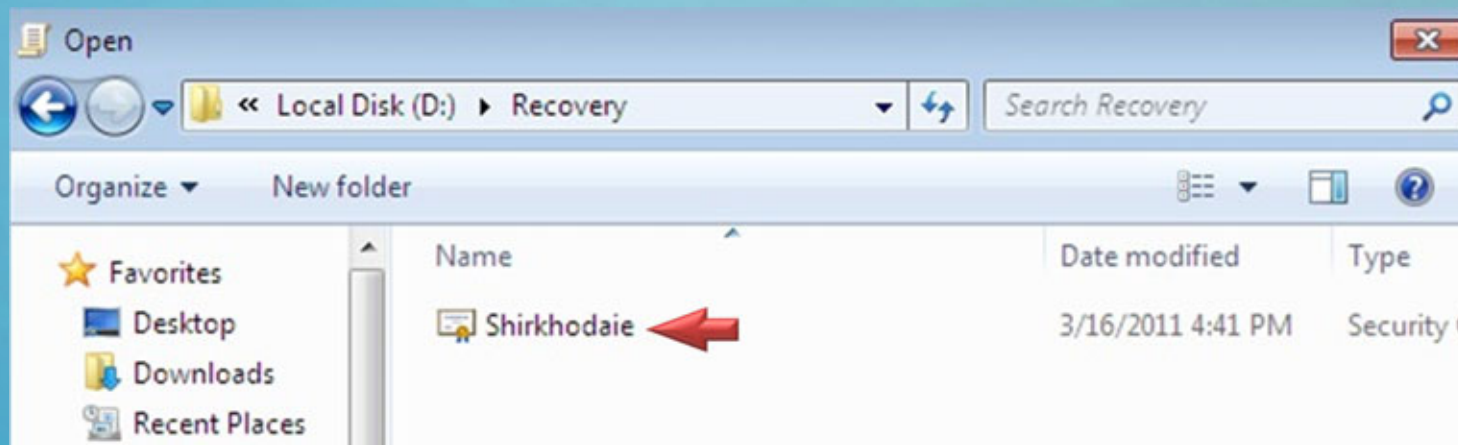 Open
« Local Disk (D:) ▸ Recovery
Search Recovery
Organize New folder
Name Date modified Type
Favorites
Shirkhodaie 3/16/2011 4:41 PM Security
Desktop
Downloads
Recent Places